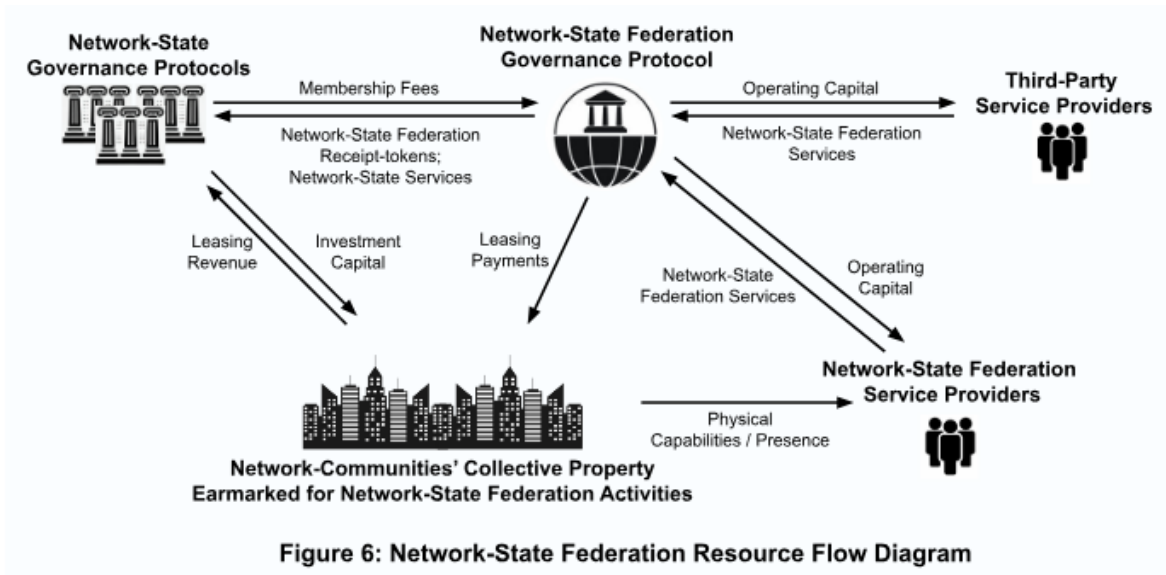 Network-State
Governance Protocols
Network-State Federation
Governance Protocol
Third-Party
Service Providers
Membership Fees
Network-State Federation
Receipt-tokens;
Network-State Services
Operating Capital
Network-State Federation
Services
Leasing
Revenue
Investment
Capital
Leasing
Payments
Network-State
Federation Services
Operating
Capital
Network-State Federation
Service Providers
Physical
Capabilities / Presence
Network-Communities' Collective Property
Earmarked for Network-State Federation Activities
Figure 6: Network-State Federation Resource Flow Diagram